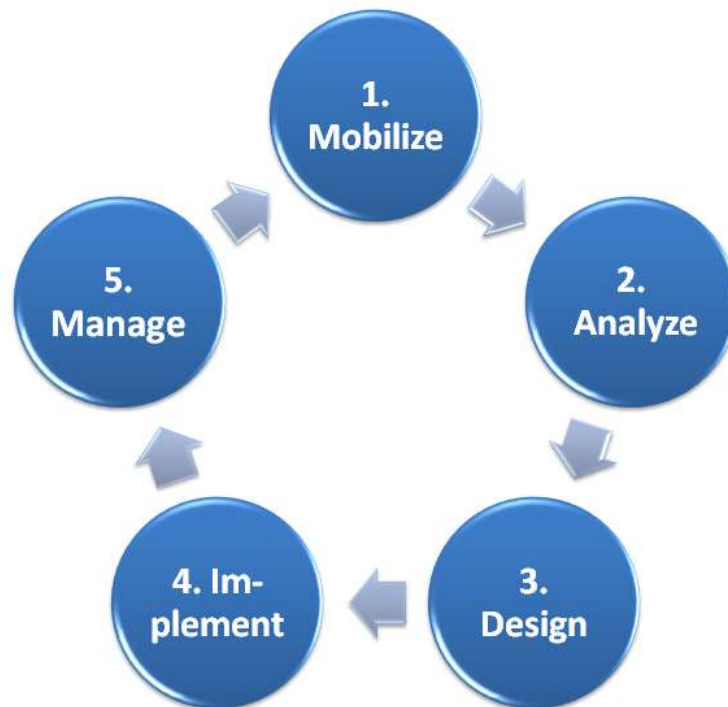 1.
Mobilize
2.
Analyze
3.
Design
4. Im-
plement
5.
Manage